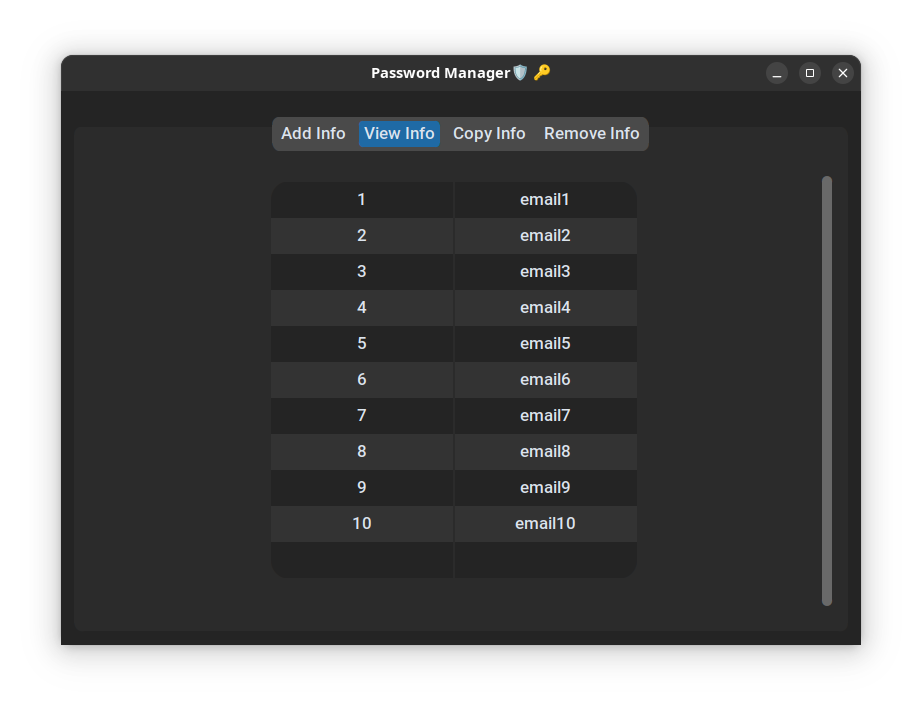 Password Manager🛡️ 🔑
Add Info View Info Copy Info Remove Info
1 email1
2 email2
3 email3
4 email4
5 email5
6 email6
7 email7
8 email8
9 email9
10 email10